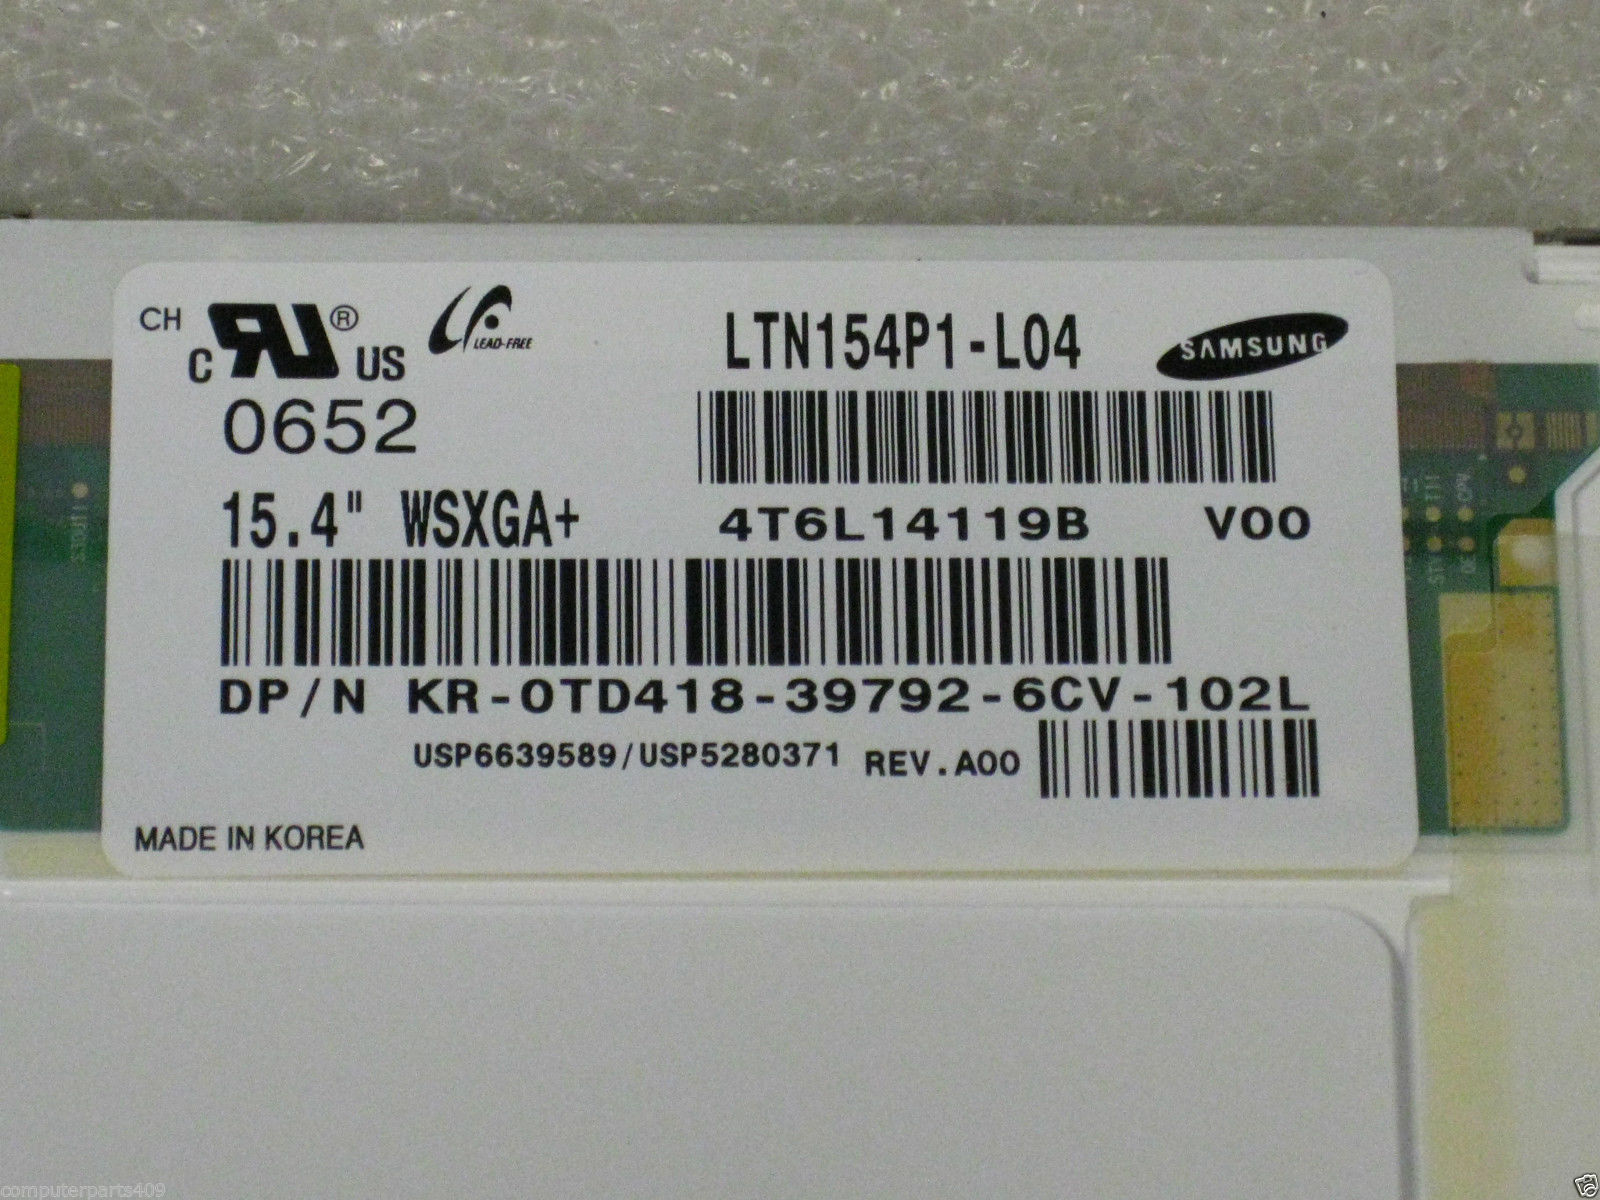 CH
C UL ® US
LEAD-FREE
LTN154P1-L04
SAMSUNG
0652
15.4" WSXGA+
4T6L14119B V00
DP/N KR-0TD418-39792-6CV-102L
USP6639589/USP5280371 REV.A00
MADE IN KOREA
computerparts409